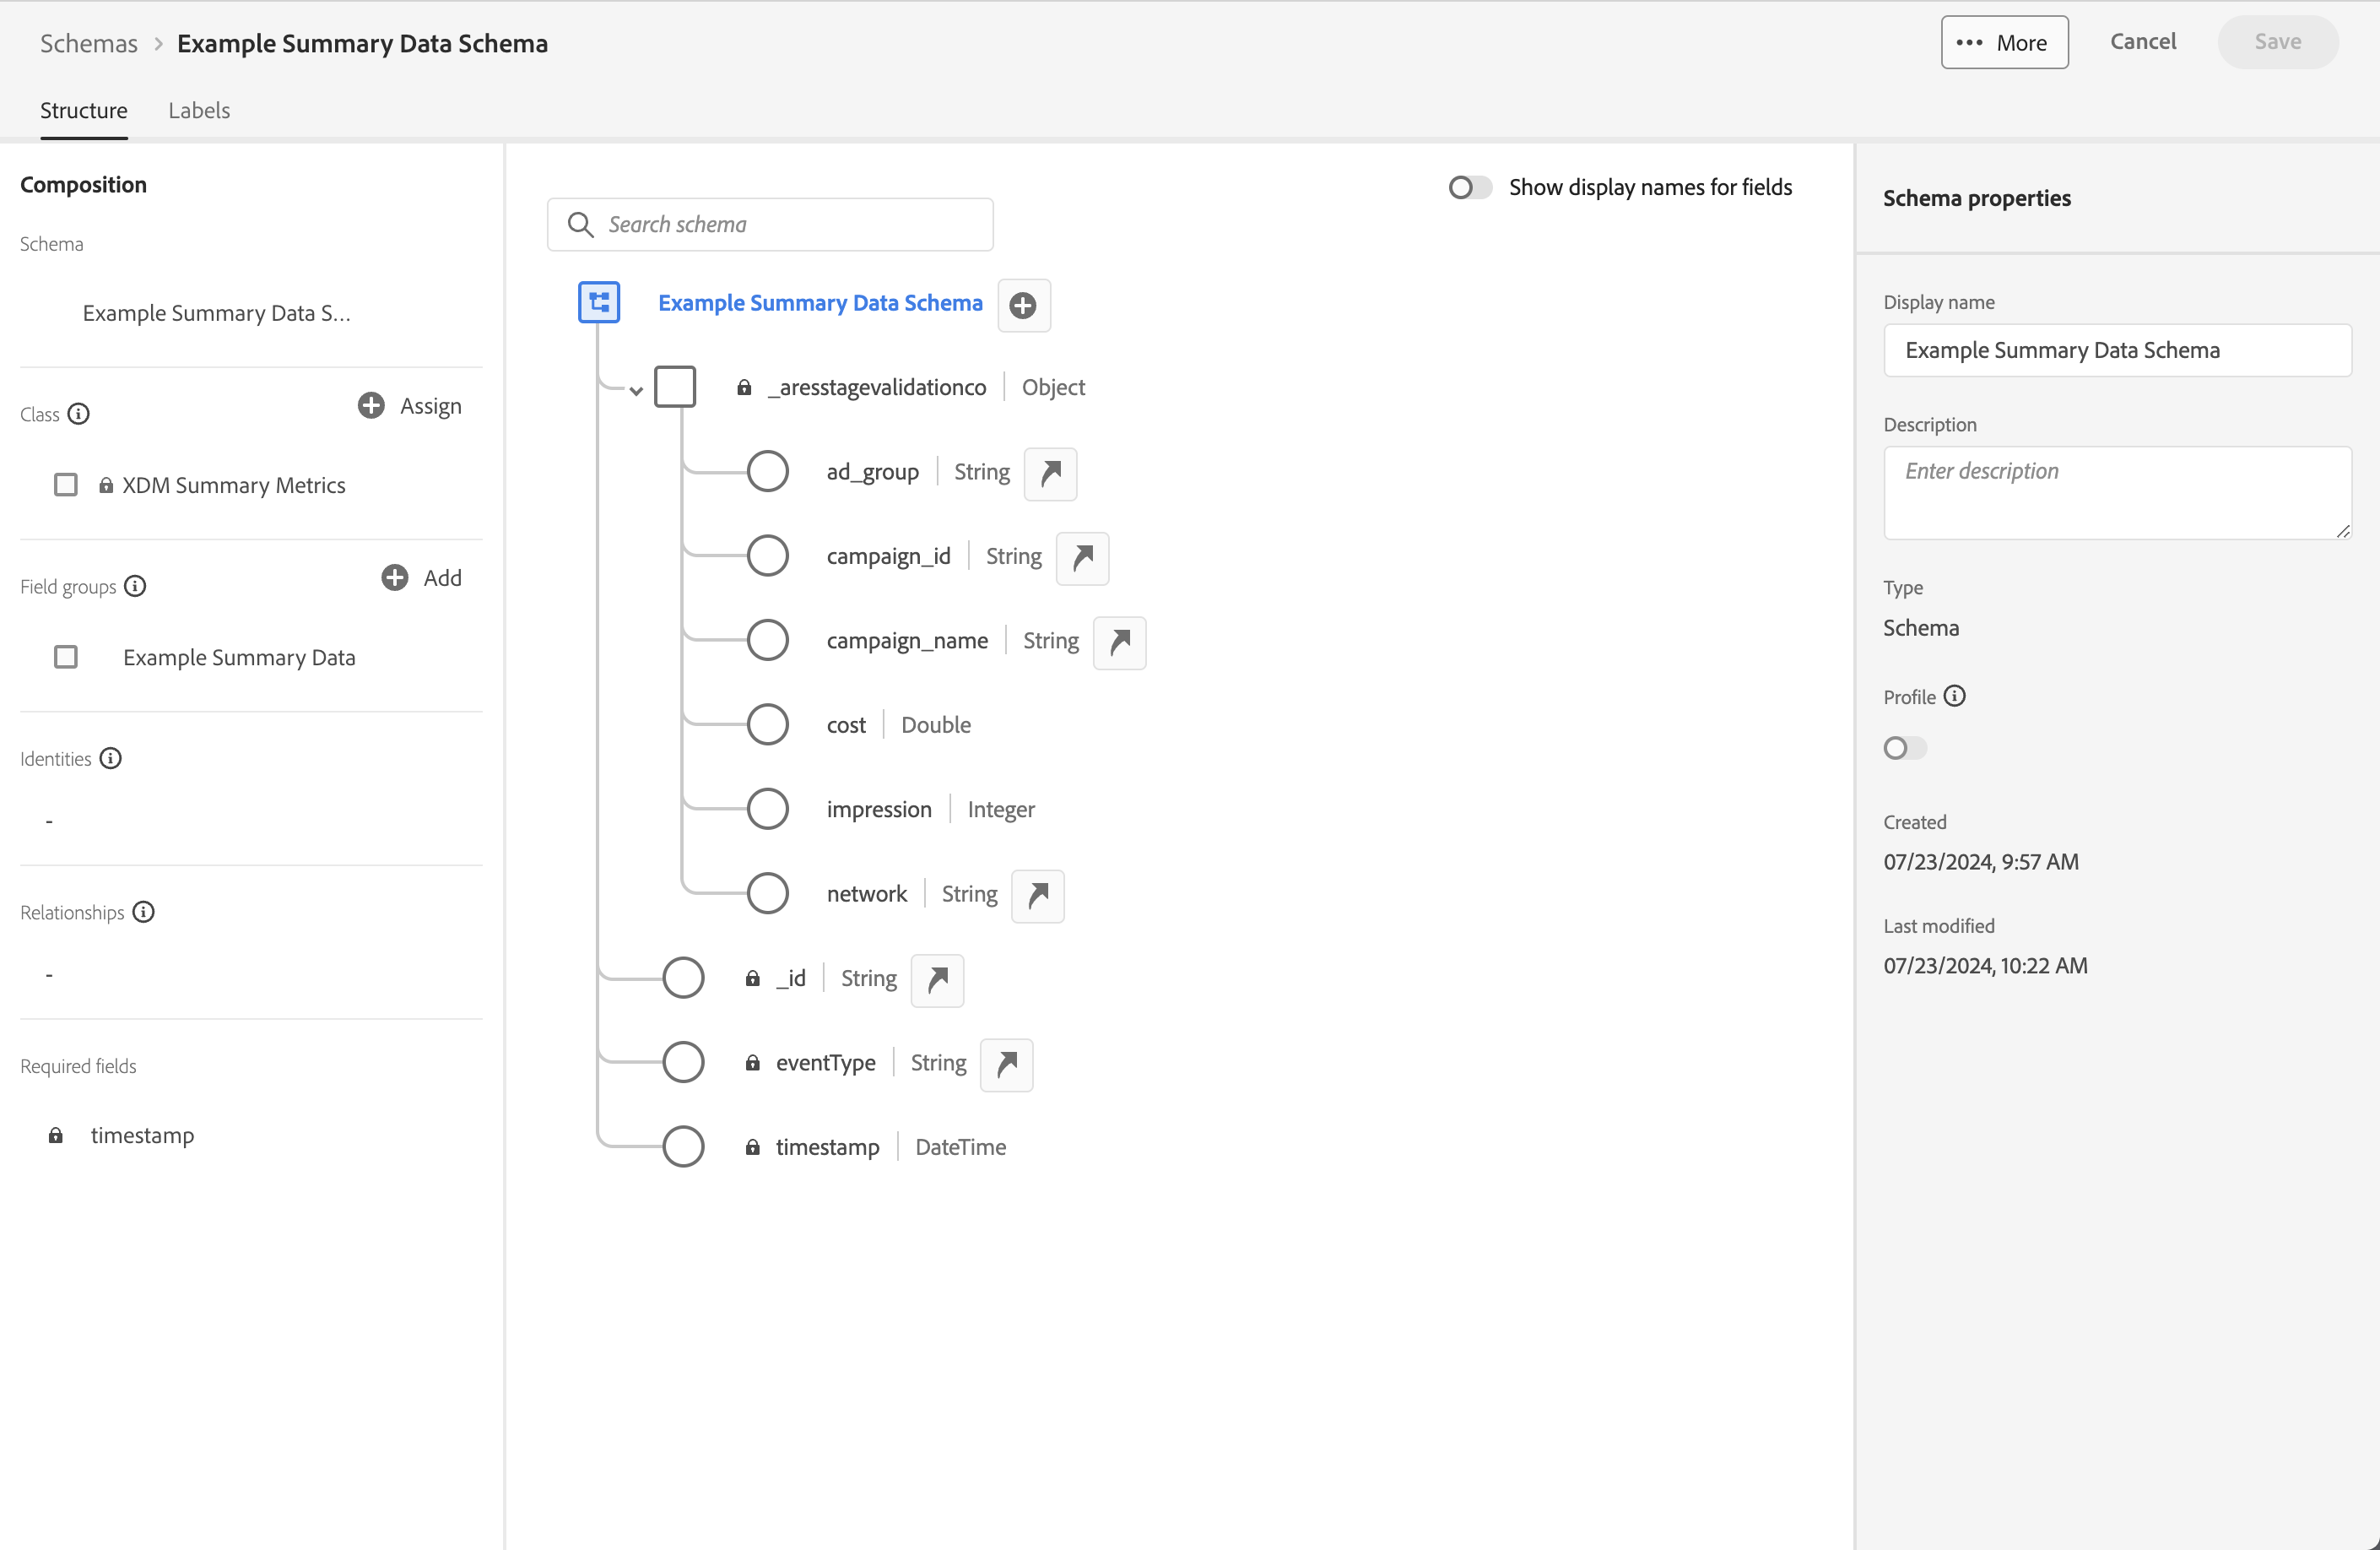 Schemas > Example Summary Data Schema
More
Cancel
Save
Structure
Labels
Composition
Schema
Example Summary Data S...
Class
Assign
XDM Summary Metrics
Field groups
Add
Example Summary Data
Identities
-
Relationships
-
Required fields
timestamp
Search schema
Show display names for fields
Example Summary Data Schema
_aresstagevalidationco | Object
ad_group | String
campaign_id | String
campaign_name | String
cost | Double
impression | Integer
network | String
_id | String
eventType | String
timestamp | DateTime
Schema properties
Display name
Example Summary Data Schema
Description
Enter description
Type
Schema
Profile
Created
07/23/2024, 9:57 AM
Last modified
07/23/2024, 10:22 AM